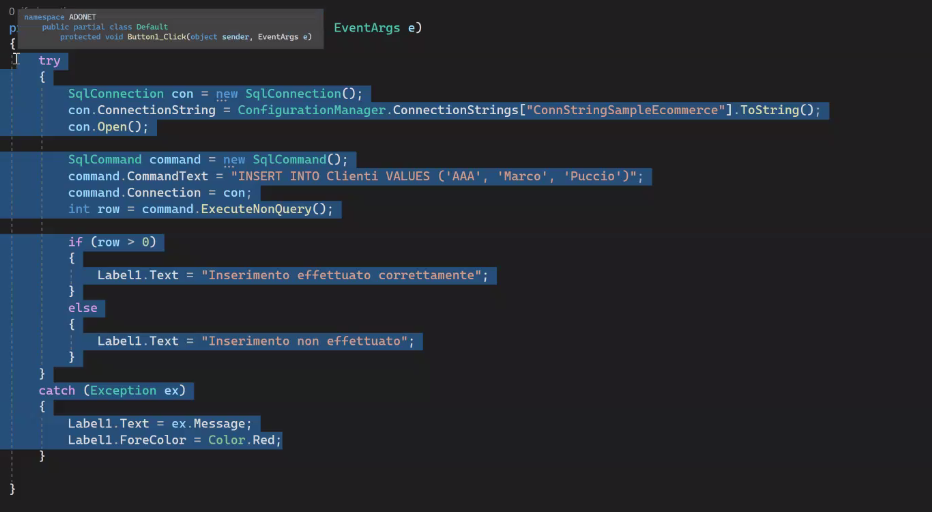 0
namespace ADONET
public partial class Default
protected void Button1_Click(object sender, EventArgs e)
EventArgs e)
{
try
{
SqlConnection con = new SqlConnection();
con.ConnectionString = ConfigurationManager.ConnectionStrings["ConnStringSampleEcommerce"].ToString();
con.Open();
SqlCommand command = new SqlCommand();
command.CommandText = "INSERT INTO Clienti VALUES ('AAA', 'Marco', 'Puccio')";
command.Connection = con;
int row = command.ExecuteNonQuery();
if (row > 0)
{
Label1.Text = "Inserimento effettuato correttamente";
}
else
{
Label1.Text = "Inserimento non effettuato";
}
}
catch (Exception ex)
{
Label1.Text = ex.Message;
Label1.ForeColor = Color.Red;
}
}